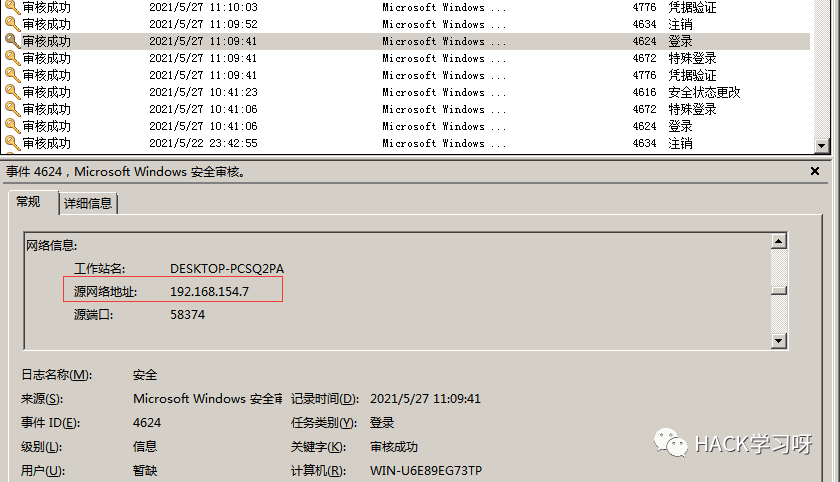 审核成功 2021/5/27 11:10:03 Microsoft Windows ... 4776 凭据验证
审核成功 2021/5/27 11:09:52 Microsoft Windows ... 4634 注销
审核成功 2021/5/27 11:09:41 Microsoft Windows ... 4624 登录
审核成功 2021/5/27 11:09:41 Microsoft Windows ... 4672 特殊登录
审核成功 2021/5/27 11:09:41 Microsoft Windows ... 4776 凭据验证
审核成功 2021/5/27 10:41:23 Microsoft Windows ... 4616 安全状态更改
审核成功 2021/5/27 10:41:06 Microsoft Windows ... 4672 特殊登录
审核成功 2021/5/27 10:41:06 Microsoft Windows ... 4624 登录
审核成功 2021/5/22 23:42:55 Microsoft Windows ... 4634 注销
事件 4624，Microsoft Windows 安全审核。
常规 详细信息
网络信息:
工作站名: DESKTOP-PCSQ2PA
源网络地址: 192.168.154.7
源端口: 58374
日志名称(M): 安全
来源(S): Microsoft Windows 安全审 记录时间(D): 2021/5/27 11:09:41
事件 ID(E): 4624 任务类别(Y): 登录
级别(L): 信息 关键字(K): 审核成功
用户(U): 暂缺 计算机(R): WIN-U6E89EG73TP
HACK学习呀